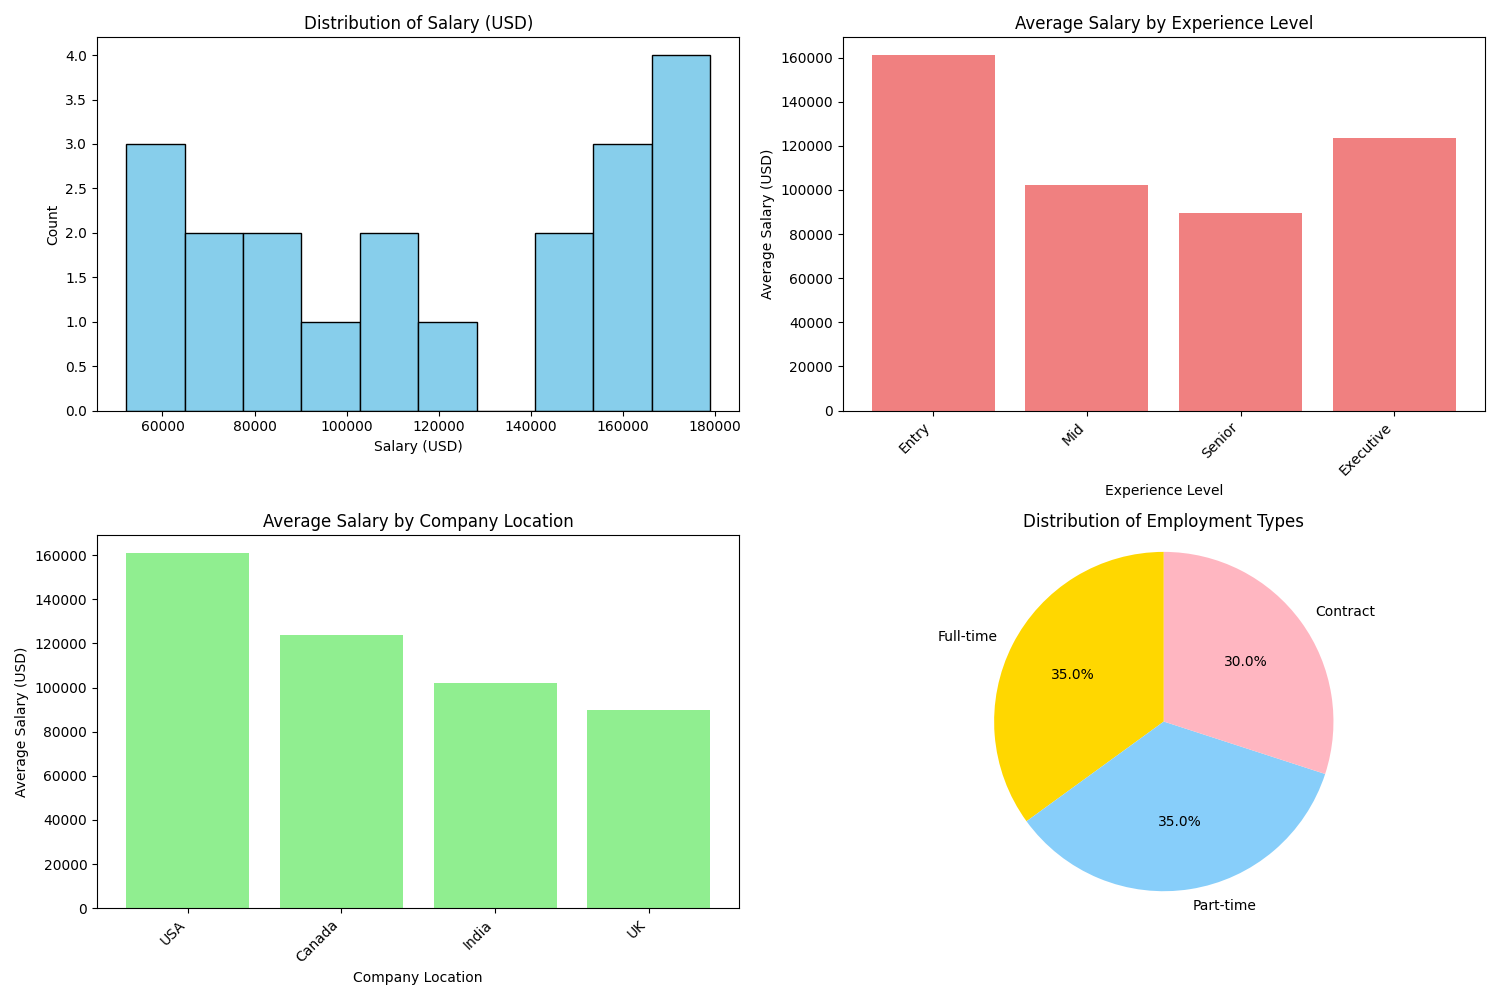 Distribution of Salary (USD)
4.0
3.5
3.0
2.5
2.0
1.5
1.0
0.5
0.0
Count
60000 80000 100000 120000 140000 160000 180000
Salary (USD)
Average Salary by Experience Level
160000
140000
120000
100000
80000
60000
40000
20000
0
Average Salary (USD)
Entry Mid Senior Executive
Experience Level
Average Salary by Company Location
160000
140000
120000
100000
80000
60000
40000
20000
0
Average Salary (USD)
USA Canada India UK
Company Location
Distribution of Employment Types
Contract
Full-time
30.0%
35.0%
35.0%
Part-time